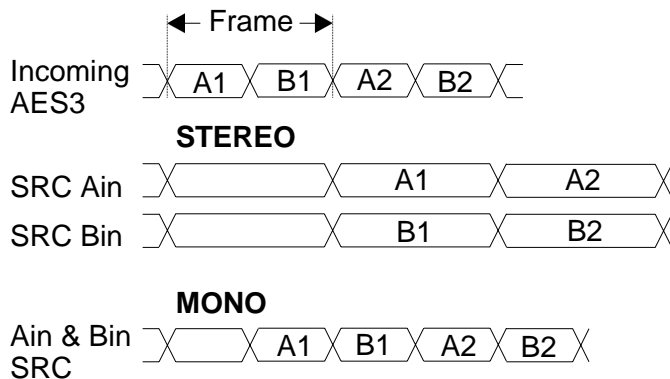 Frame
Incoming
AES3
A1 B1 A2 B2
STEREO
SRC Ain
A1 A2
SRC Bin
B1 B2
MONO
Ain & Bin
SRC
A1 B1 A2 B2